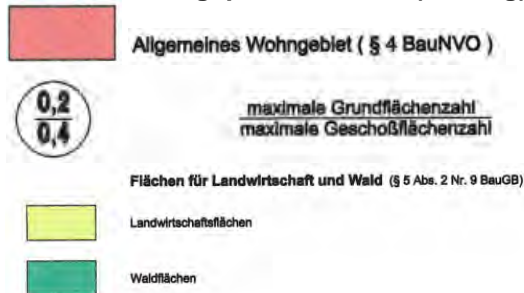 Allgemeines Wohngebiet ( § 4 BauNVO )
0,2
0,4
maximale Grundflächenzahl
maximale Geschoßflächenzahl
Flächen für Landwirtschaft und Wald (§ 5 Abs. 2 Nr. 9 BauGB)
Landwirtschaftsflächen
Waldflächen